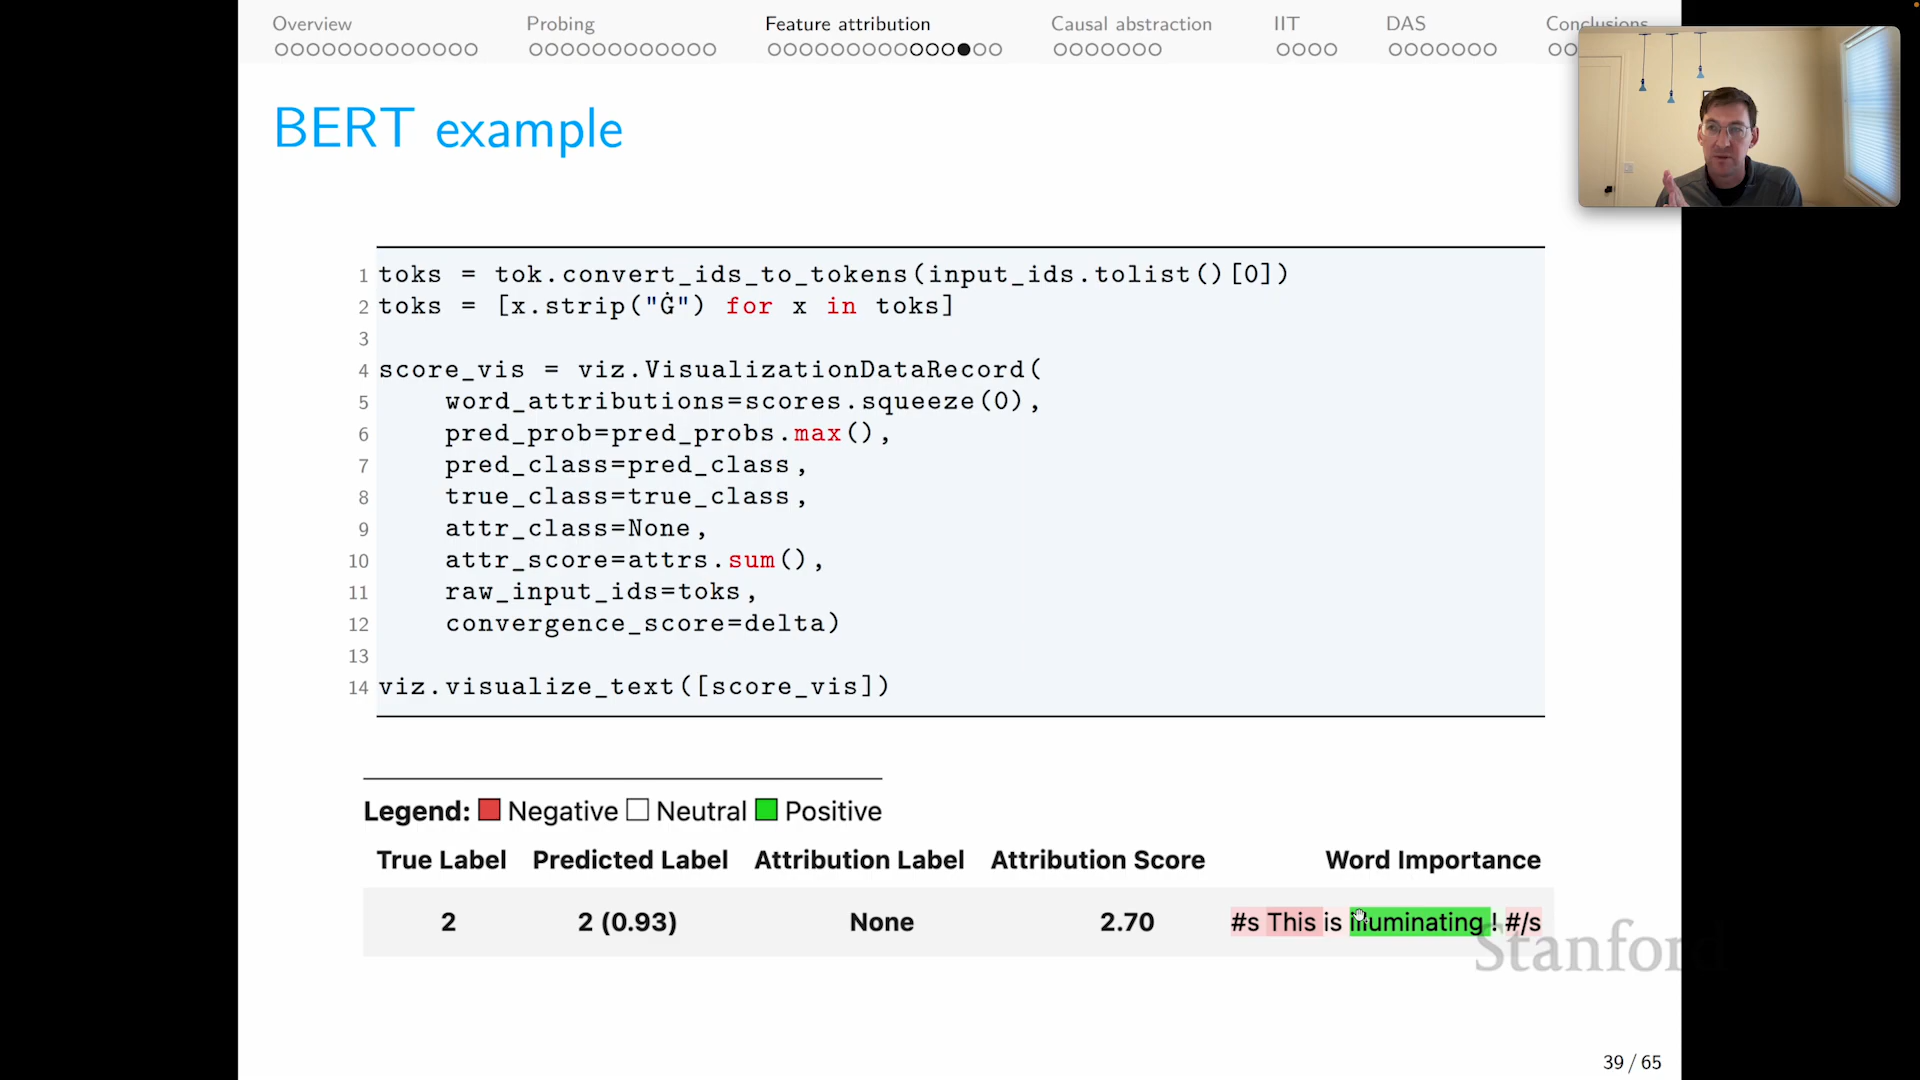 Overview Probing Feature attribution Causal abstraction IIT DAS Conclusions
BERT example
1 toks = tok.convert_ids_to_tokens(input_ids.tolist()[0])
2 toks = [x.strip("Ġ") for x in toks]
3
4 score_vis = viz.VisualizationDataRecord(
5 word_attributions=scores.squeeze(0),
6 pred_prob=pred_probs.max(),
7 pred_class=pred_class,
8 true_class=true_class,
9 attr_class=None,
10 attr_score=attrs.sum(),
11 raw_input_ids=toks,
12 convergence_score=delta)
13
14 viz.visualize_text([score_vis])
Legend: Negative Neutral Positive
True Label Predicted Label Attribution Label Attribution Score Word Importance
2 2 (0.93) None 2.70 #s This is illuminating ! #/s
Stanford
39 / 65